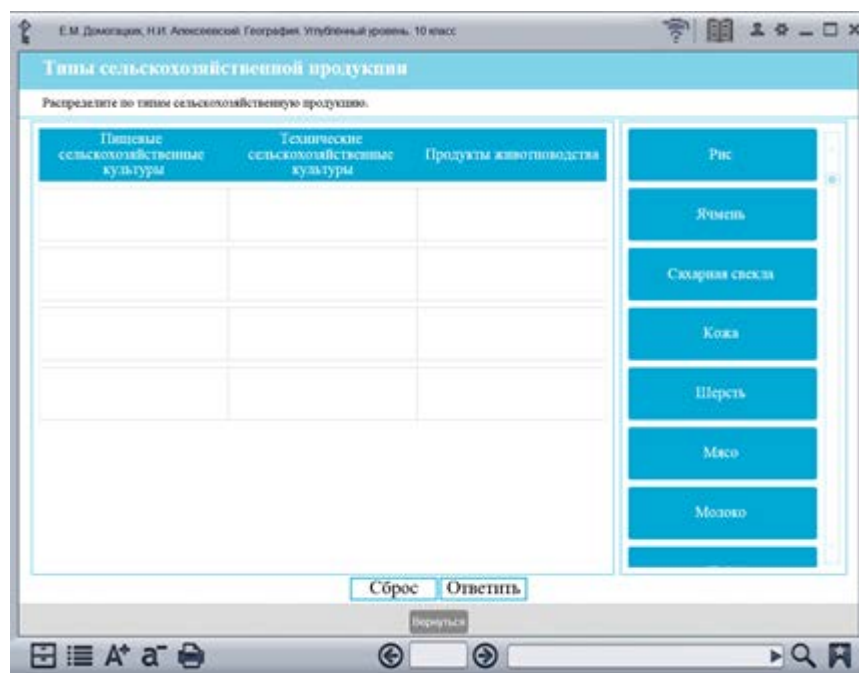 Е.М. Домогацких, Н.И. Алексеевский. География. Углублённый уровень. 10 класс
Типы сельскохозяйственной продукции
Распределите по типам сельскохозяйственную продукцию.
Пищевые сельскохозяйственные культуры
Технические сельскохозяйственные культуры
Продукты животноводства
Рис
Ячмень
Сахарная свекла
Кожа
Шерсть
Мясо
Молоко
Сброс
Ответить
Вернуться
A+ a-